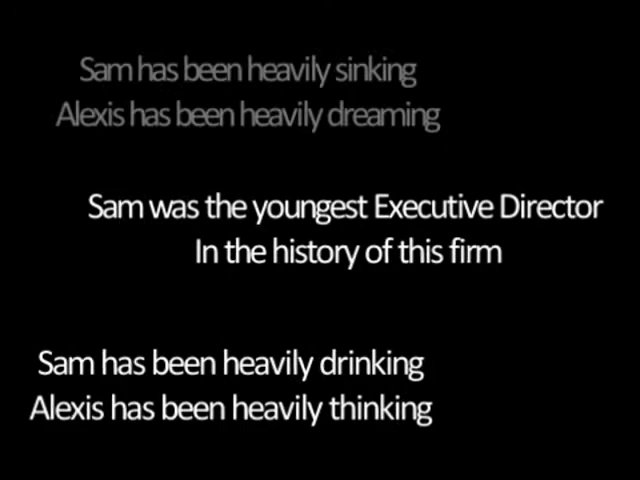 Sam has been heavily sinking
Alexis has been heavily dreaming
Sam was the youngest Executive Director
In the history of this firm
Sam has been heavily drinking
Alexis has been heavily thinking